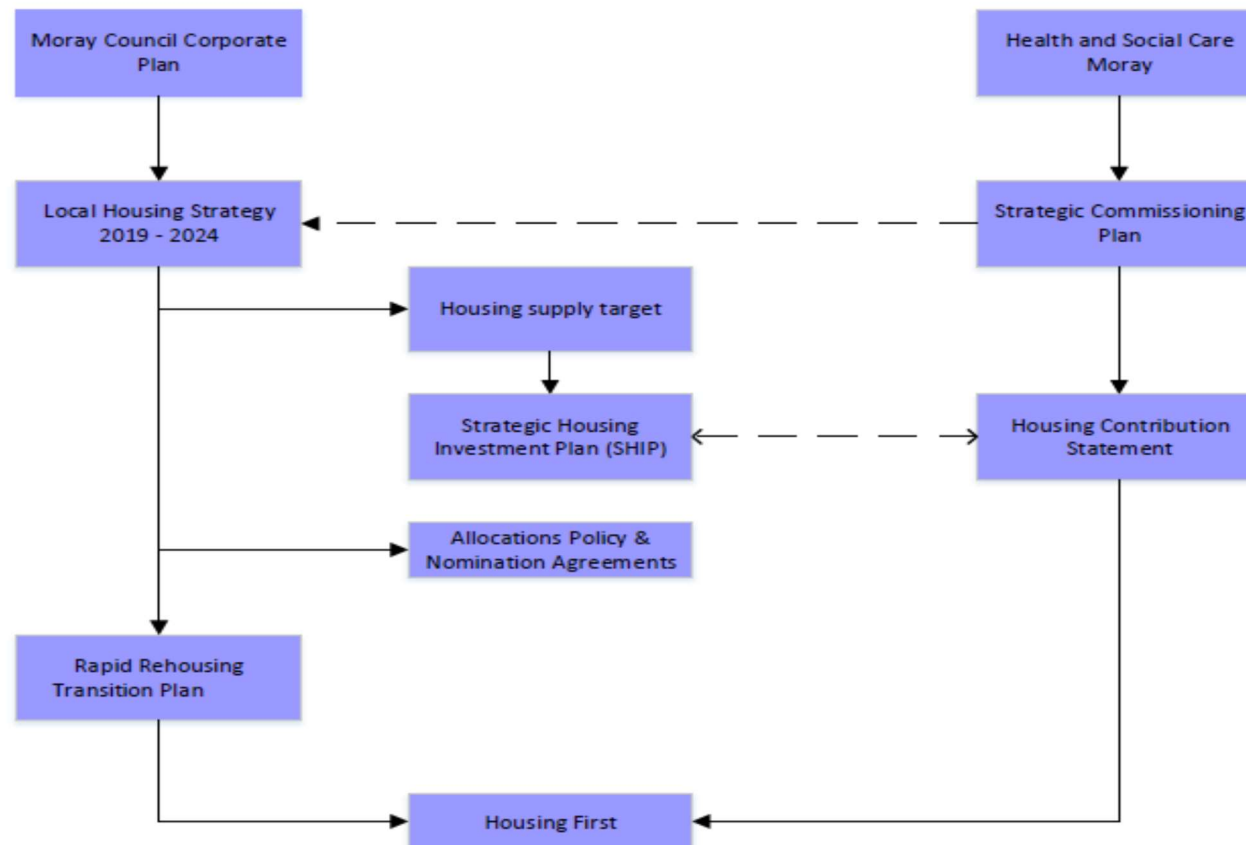 Moray Council Corporate
Plan
Health and Social Care
Moray
Local Housing Strategy
2019 - 2024
Strategic Commissioning
Plan
Housing supply target
Strategic Housing
Investment Plan (SHIP)
Housing Contribution
Statement
Allocations Policy &
Nomination Agreements
Rapid Rehousing
Transition Plan
Housing First